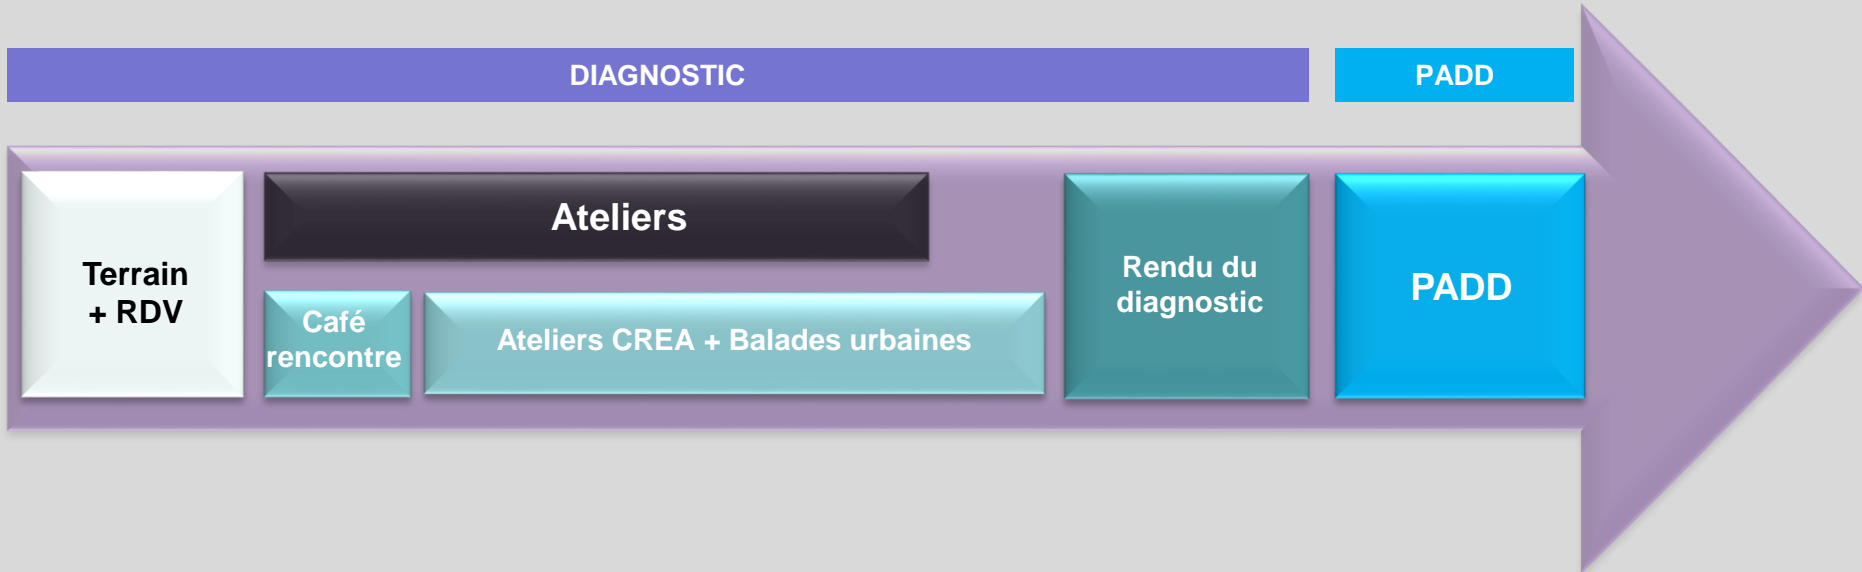 DIAGNOSTIC
PADD
Terrain
+ RDV
Ateliers
Café
rencontre
Ateliers CREA + Balades urbaines
Rendu du
diagnostic
PADD